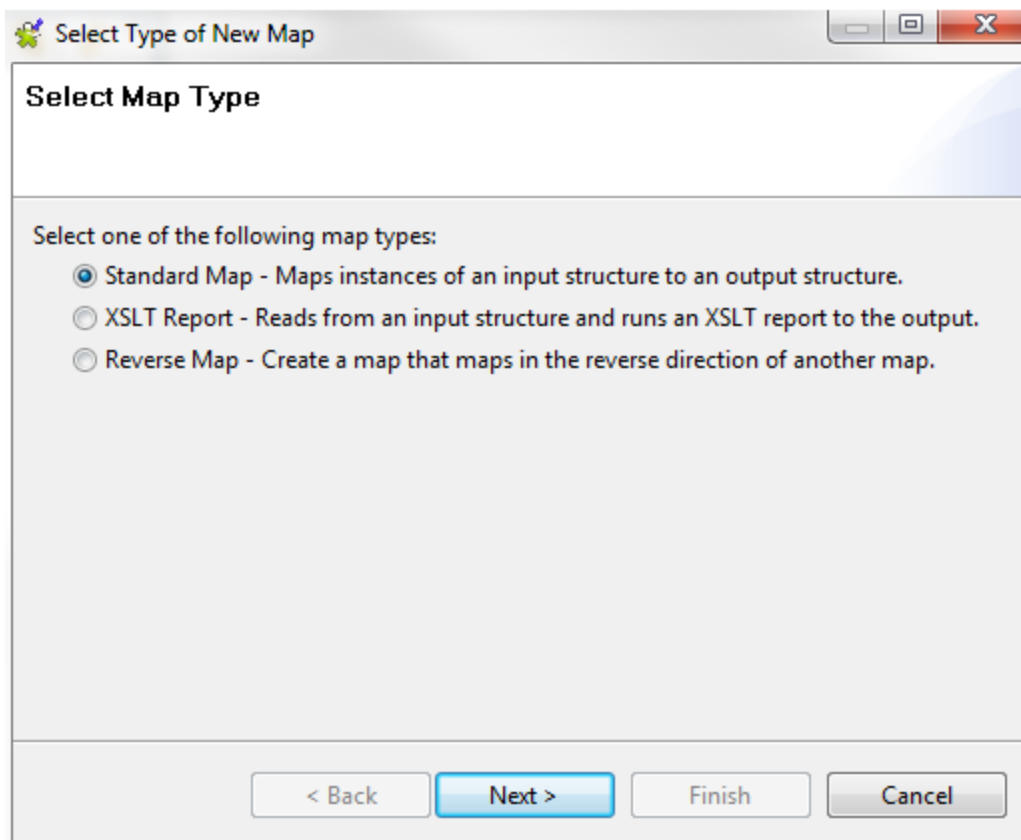 Select Type of New Map
Select Map Type
Select one of the following map types:
Standard Map - Maps instances of an input structure to an output structure.
XSLT Report - Reads from an input structure and runs an XSLT report to the output.
Reverse Map - Create a map that maps in the reverse direction of another map.
< Back Next > Finish Cancel